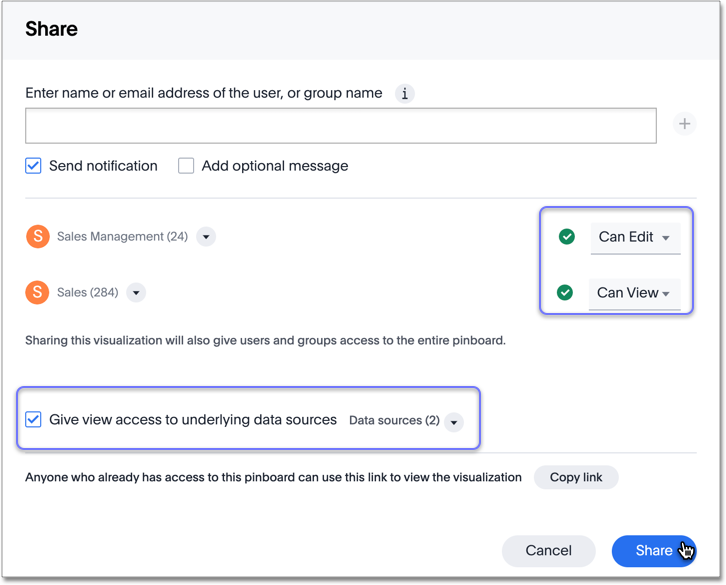 Share
Enter name or email address of the user, or group name i
+
Send notification Add optional message
S Sales Management (24) Can Edit
S Sales (284) Can View
Sharing this visualization will also give users and groups access to the entire pinboard.
Give view access to underlying data sources Data sources (2)
Anyone who already has access to this pinboard can use this link to view the visualization Copy link
Cancel Share